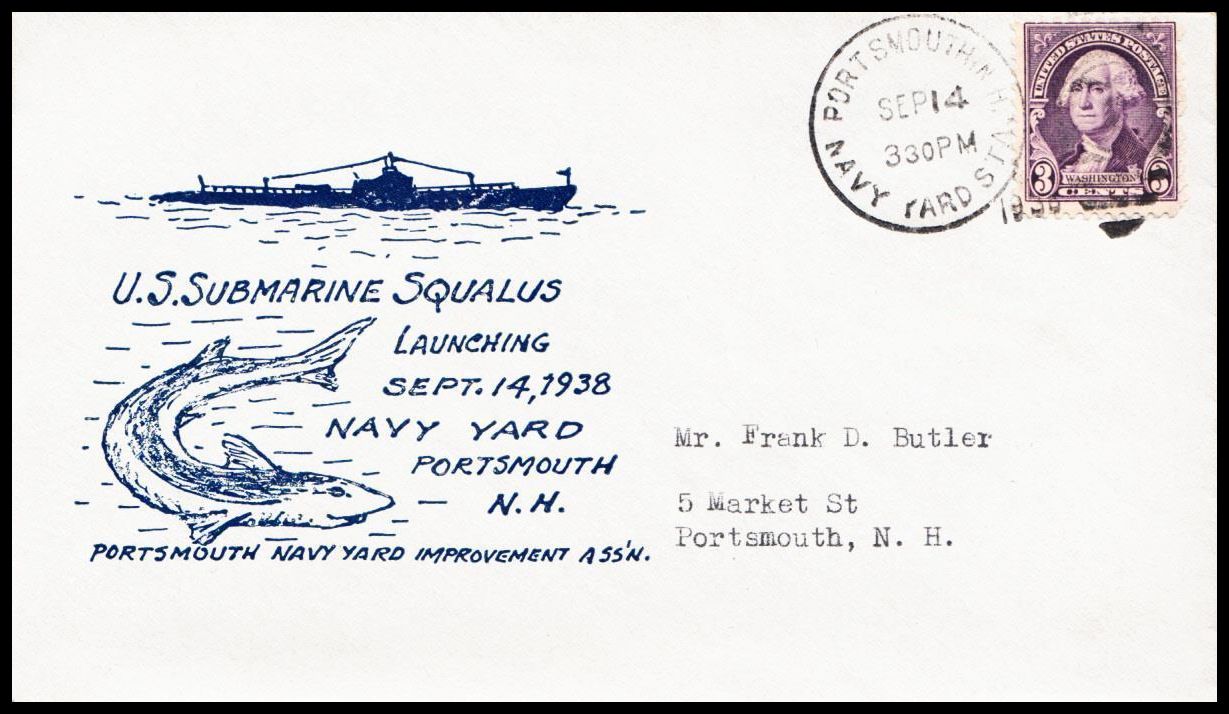 U.S. SUBMARINE SQUALUS
LAUNCHING
SEPT. 14, 1938
NAVY YARD
PORTSMOUTH
N. H.
PORTSMOUTH NAVY YARD IMPROVEMENT ASS'N.
PORTSMOUTH, N.H.
SEP 14
330 PM
NAVY YARD STA.
UNITED STATES POSTAGE
3 WASHINGTON 3
CENTS
Mr. Frank D. Butler
5 Market St
Portsmouth, N. H.